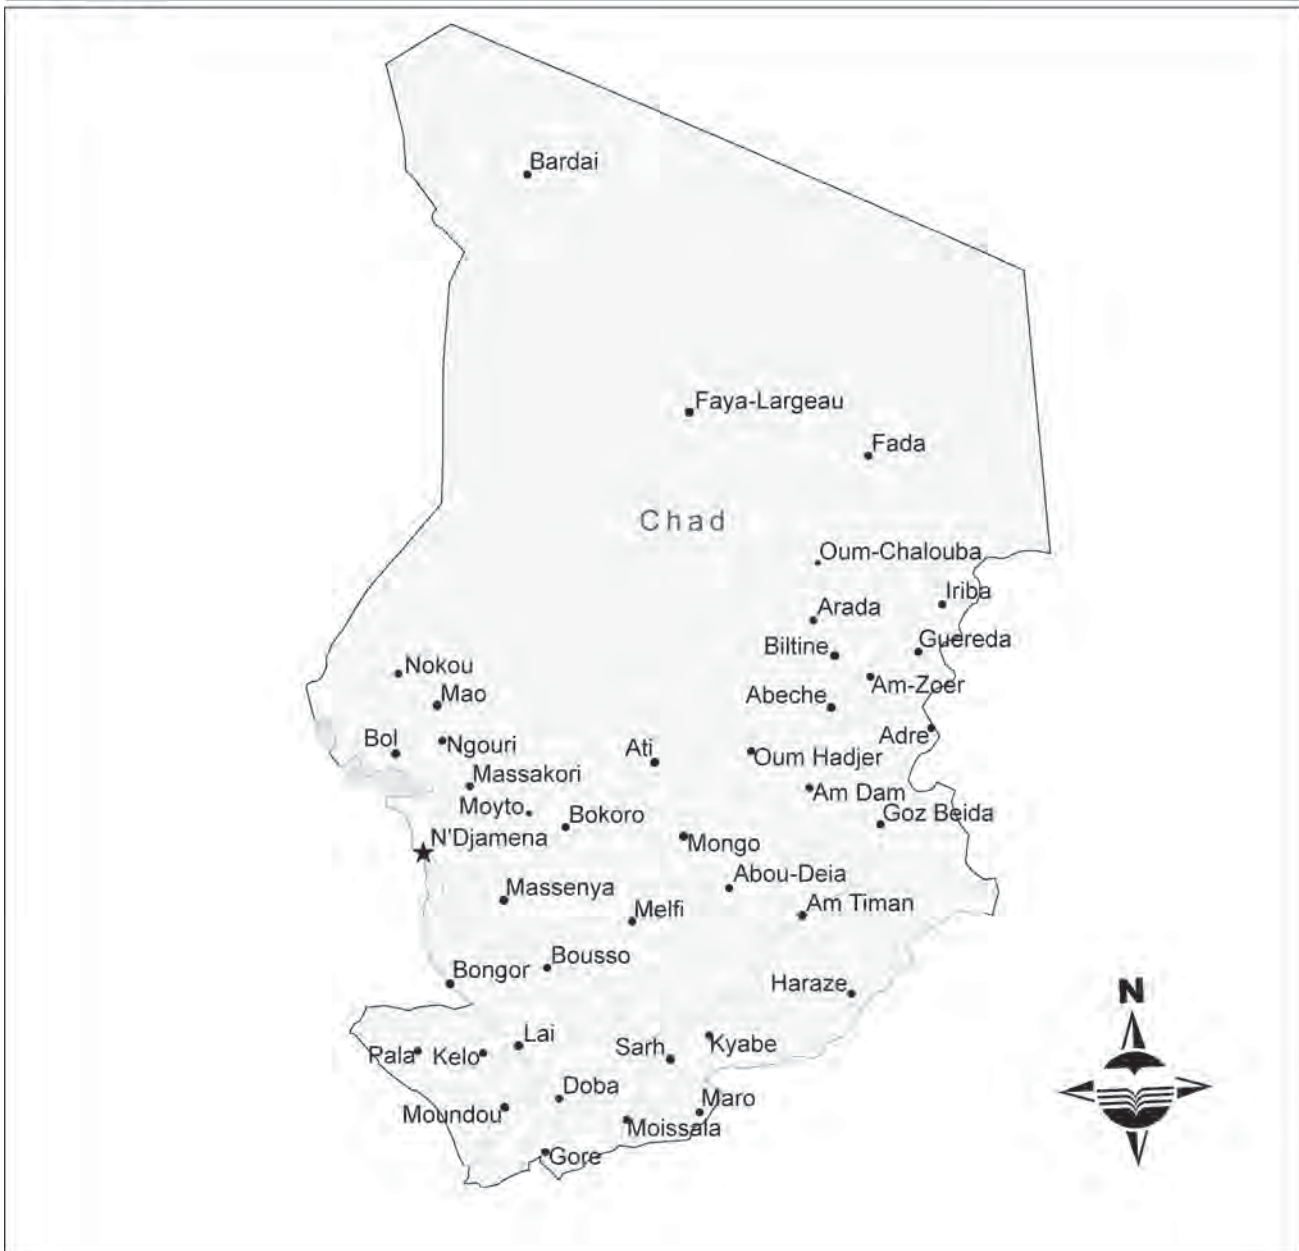 Bardai
Faya-Largeau
Fada
Chad
Oum-Chalouba
Iriba
Arada
Guereda
Biltine
Nokou
Am-Zoer
Mao
Abeche
Adre
Bol
Ngouri
Ati
Oum Hadjer
Massakori
Am Dam
Moyto
Bokoro
Goz Beida
N'Djamena
Mongo
Abou-Deia
Massenya
Melfi
Am Timan
Bousso
Bongor
Haraze
N
Lai
Sarh
Kyabe
Pala
Kelo
Doba
Maro
Moundou
Moissala
Gore